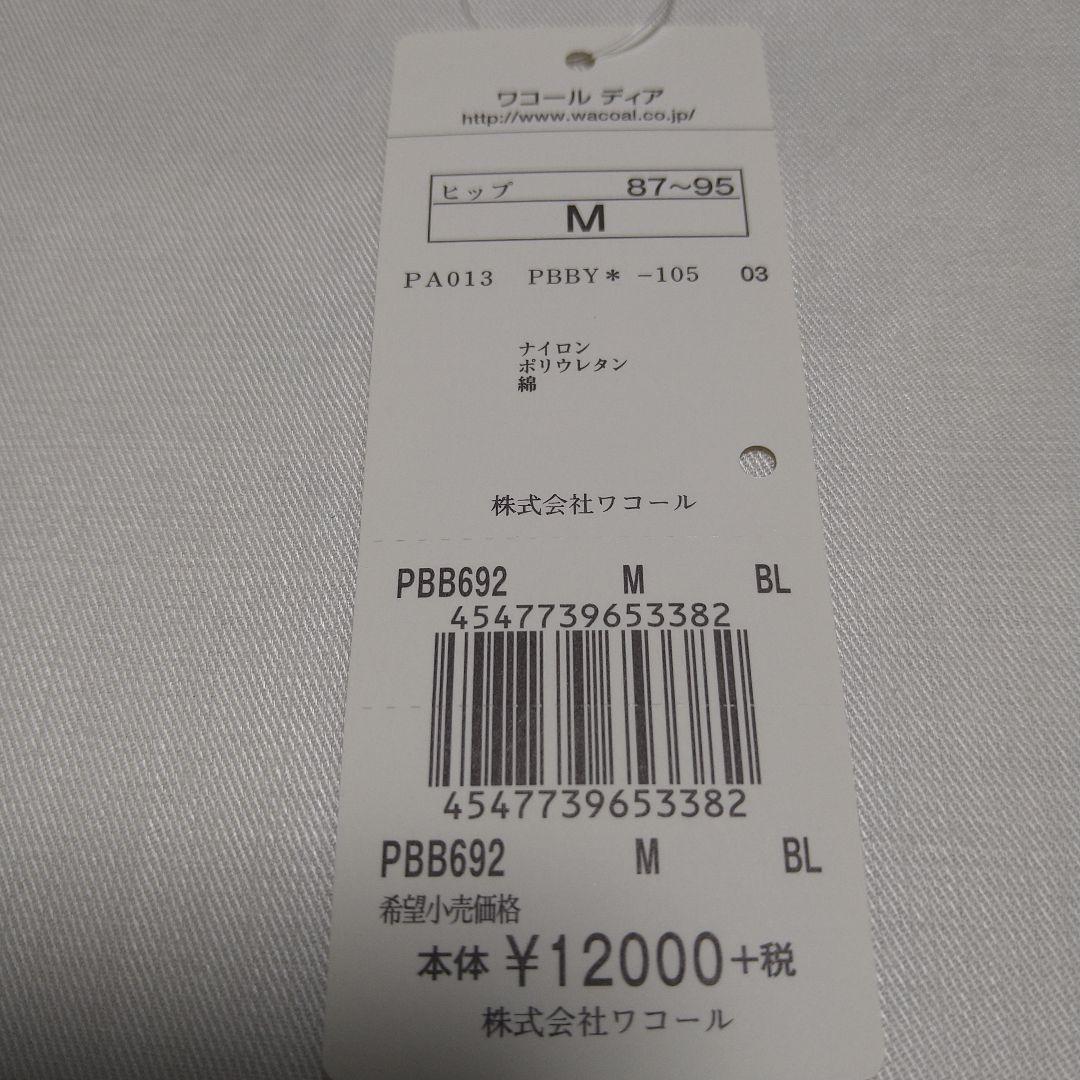 ワコール ディア
http://www.wacoal.co.jp/
ヒップ 87~95
M
PA013 PBBY* -105 03
ナイロン
ポリウレタン
綿
株式会社ワコール
PBB692 M BL
4547739653382
4547739653382
PBB692 M BL
希望小売価格
本体 ¥12000+税
株式会社ワコール